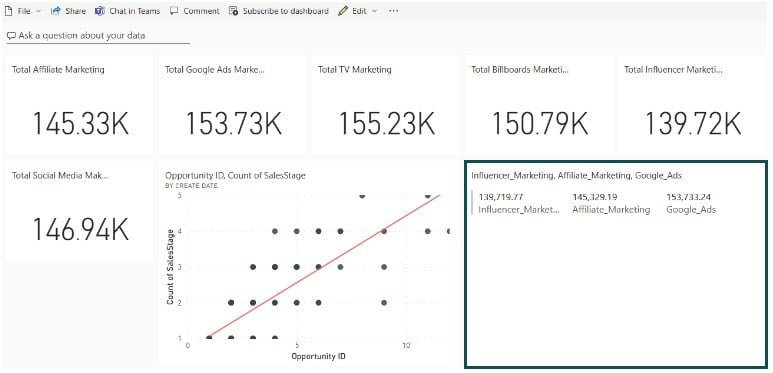 File Share Chat in Teams Comment Subscribe to dashboard Edit ...
Ask a question about your data
Total Affiliate Marketing
145.33K
Total Google Ads Marke...
153.73K
Total TV Marketing
155.23K
Total Billboards Marketi...
150.79K
Total Influencer Marketi...
139.72K
Total Social Media Mak...
146.94K
Opportunity ID, Count of SalesStage
BY CREATE DATE
Count of SalesStage
5
4
3
2
1
0 5 10
Opportunity ID
Influencer_Marketing, Affiliate_Marketing, Google_Ads
139,719.77 145,329.19 153,733.24
Influencer_Market... Affiliate_Marketing Google_Ads